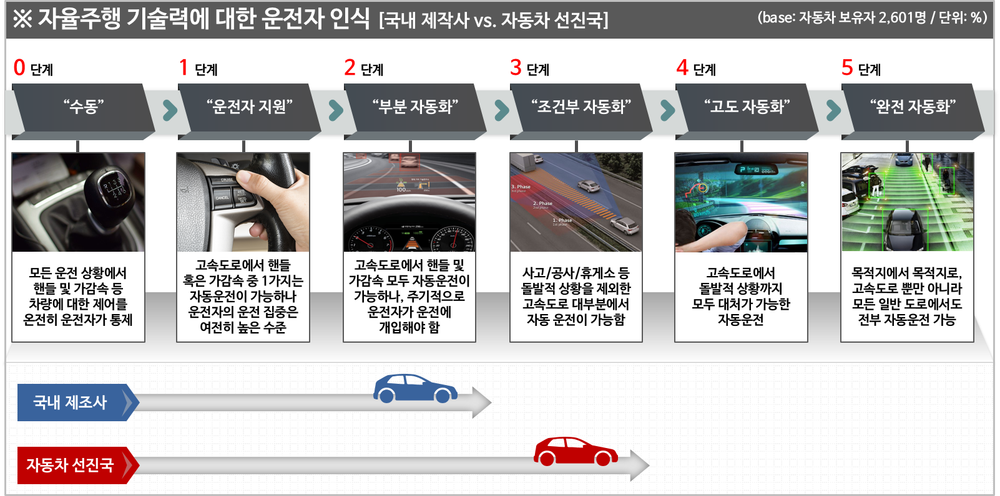 ※ 자율주행 기술력에 대한 운전자 인식 [국내 제작사 vs. 자동차 선진국]
(base: 자동차 보유자 2,601명 / 단위: %)
0 단계
1 단계
2 단계
3 단계
4 단계
5 단계
“수동”
“운전자 지원”
“부분 자동화”
“조건부 자동화”
“고도 자동화”
“완전 자동화”
CRUISE
CANCEL
100
3. Phase
3rd phase
2. Phase
2nd phase
1. Phase
1st phase
P
80km/h
모든 운전 상황에서
핸들 및 가감속 등
차량에 대한 제어를
온전히 운전자가 통제
고속도로에서 핸들
혹은 가감속 중 1가지는
자동운전이 가능하나
운전자의 운전 집중은
여전히 높은 수준
고속도로에서 핸들 및
가감속 모두 자동운전이
가능하나, 주기적으로
운전자가 운전에
개입해야 함
사고/공사/휴게소 등
돌발적 상황을 제외한
고속도로 대부분에서
자동 운전이 가능함
고속도로에서
돌발적 상황까지
모두 대처가 가능한
자동운전
목적지에서 목적지로,
고속도로 뿐만 아니라
모든 일반 도로에서도
전부 자동운전 가능
국내 제조사
자동차 선진국